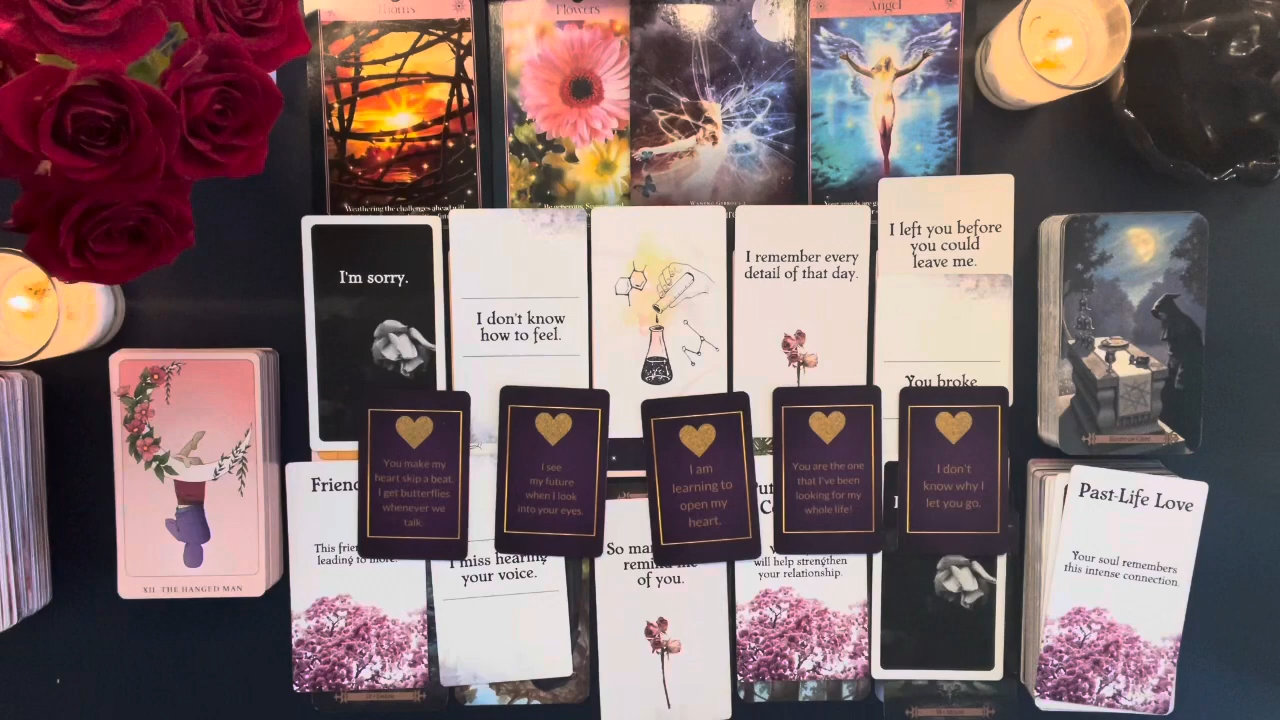 Thorns
Flowers
Angel
Weathering the challenges ahead will
I'm sorry.
I don't know
how to feel.
I remember every
detail of that day.
I left you before
you could
leave me.
You broke
You make my
heart skip a beat.
I get butterflies
whenever we
talk.
I see
my future
when I look
into your eyes.
I am
learning to
open my
heart.
You are the one
that I've been
looking for my
whole life!
I don't
know why I
let you go.
XII. THE HANGED MAN
This
leading to more.
I miss hearing
your voice.
So
of you.
will help strengthen
your relationship.
Past-Life Love
Your soul remembers
this intense connection.